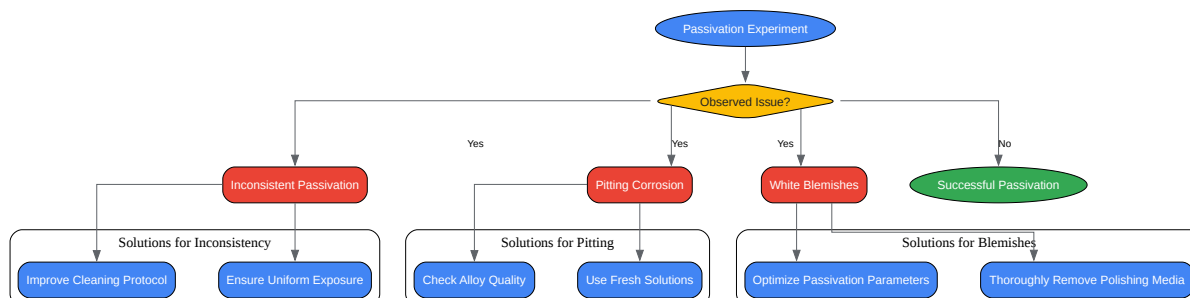 Passivation Experiment
Observed Issue?
Yes
Yes
Yes
No
Inconsistent Passivation
Pitting Corrosion
White Blemishes
Successful Passivation
Solutions for Inconsistency
Solutions for Pitting
Solutions for Blemishes
Improve Cleaning Protocol
Ensure Uniform Exposure
Check Alloy Quality
Use Fresh Solutions
Optimize Passivation Parameters
Thoroughly Remove Polishing Media